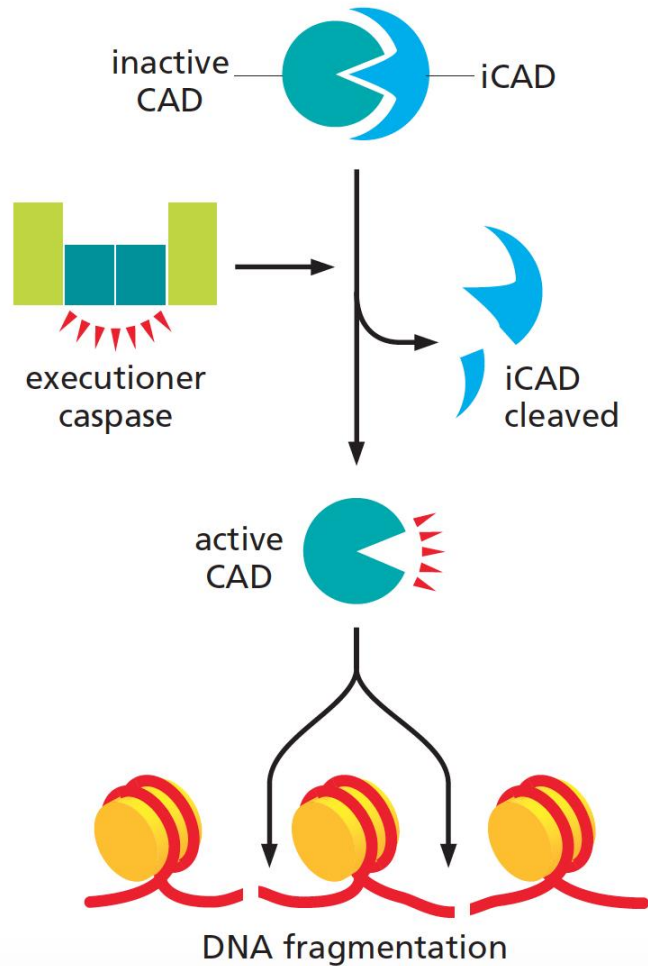 inactive
CAD
iCAD
executioner
caspase
iCAD
cleaved
active
CAD
DNA fragmentation